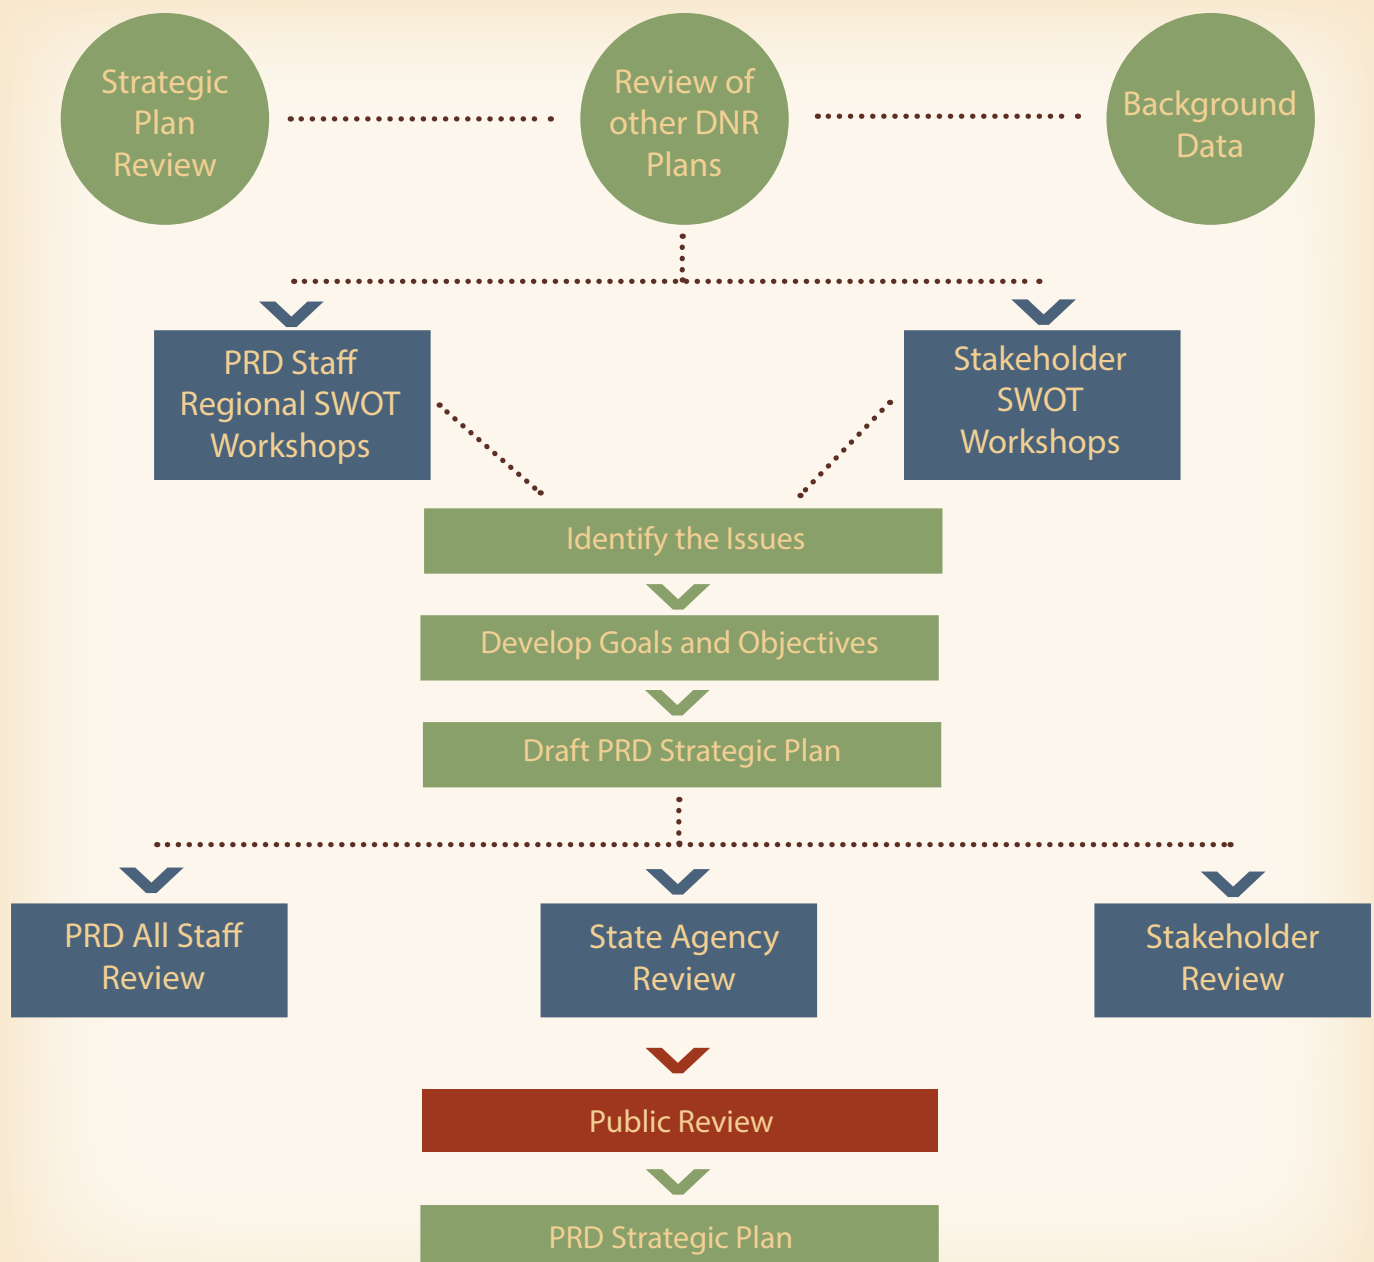 Strategic
Plan
Review
Review of
other DNR
Plans
Background
Data
PRD Staff
Regional SWOT
Workshops
Stakeholder
SWOT
Workshops
Identify the Issues
Develop Goals and Objectives
Draft PRD Strategic Plan
PRD All Staff
Review
State Agency
Review
Stakeholder
Review
Public Review
PRD Strategic Plan